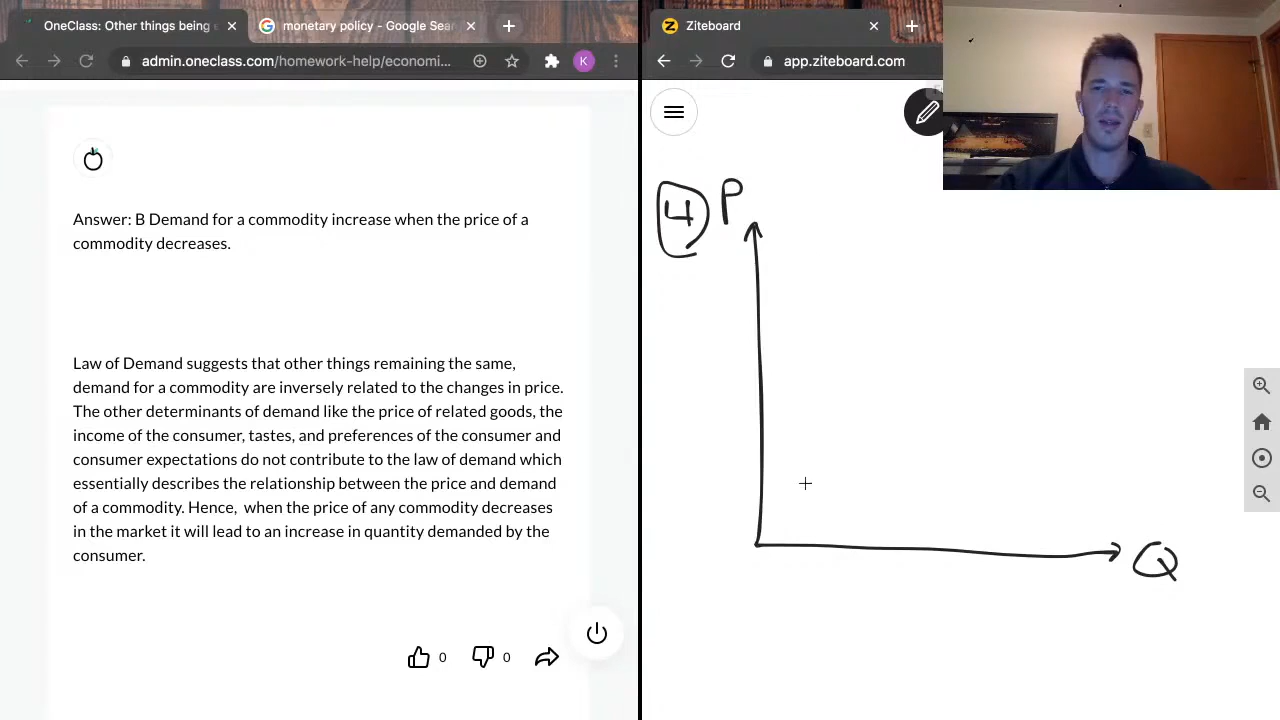 OneClass: Other things being e
monetary policy - Google Sear
Ziteboard
admin.oneclass.com/homework-help/economi...
K
app.ziteboard.com
4
P
Answer: B Demand for a commodity increase when the price of a
commodity decreases.
Law of Demand suggests that other things remaining the same,
demand for a commodity are inversely related to the changes in price.
The other determinants of demand like the price of related goods, the
income of the consumer, tastes, and preferences of the consumer and
consumer expectations do not contribute to the law of demand which
essentially describes the relationship between the price and demand
of a commodity. Hence, when the price of any commodity decreases
in the market it will lead to an increase in quantity demanded by the
consumer.
0
0
Q